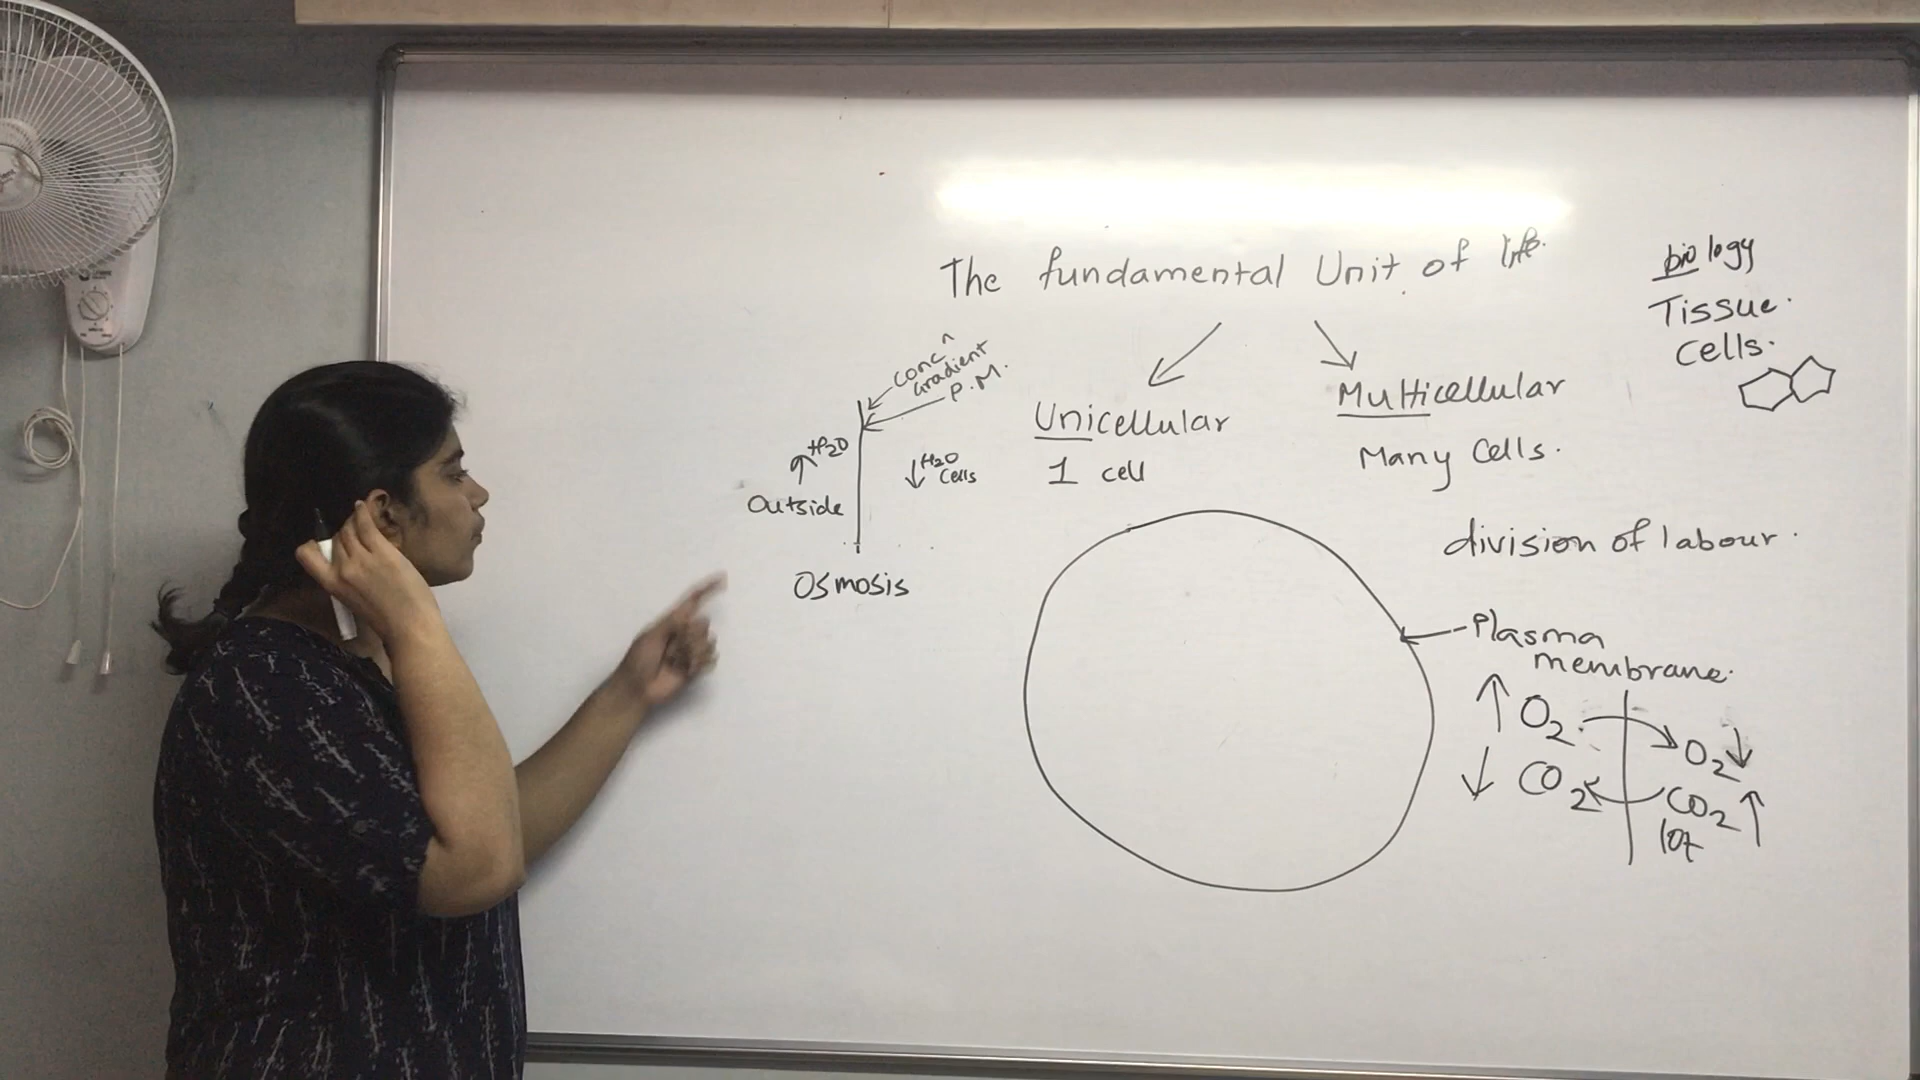 The fundamental Unit of life.
biology
Tissue.
Cells.
Concn
Gradient
P.M.
Unicellular
1 cell
Multicellular
Many Cells.
↑H2O
Outside
↓H2O
Cells
Osmosis
division of labour.
Plasma
membrane.
↑ O2
O2 ↓
↓ CO2
CO2 ↑